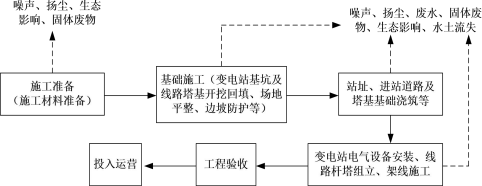 噪声、扬尘、生态
影响、固体废物
噪声、扬尘、废水、固体废
物、生态影响、水土流失
施工准备
（施工材料准备）
基础施工（变电站基坑及
线路塔基开挖回填、场地
平整、边坡防护等）
站址、进站道路及
塔基基础浇筑等
投入运营
工程验收
变电站电气设备安装、线
路杆塔组立、架线施工